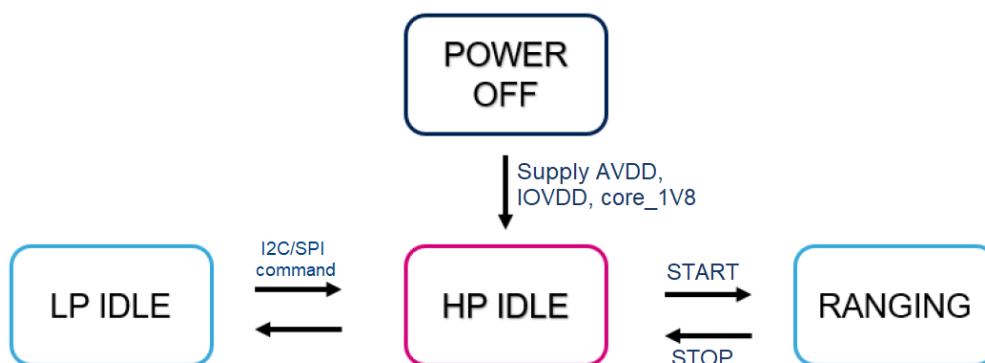 POWER
OFF
Supply AVDD,
IOVDD, core_1V8
I2C/SPI
command
LP IDLE
HP IDLE
START
STOP
RANGING